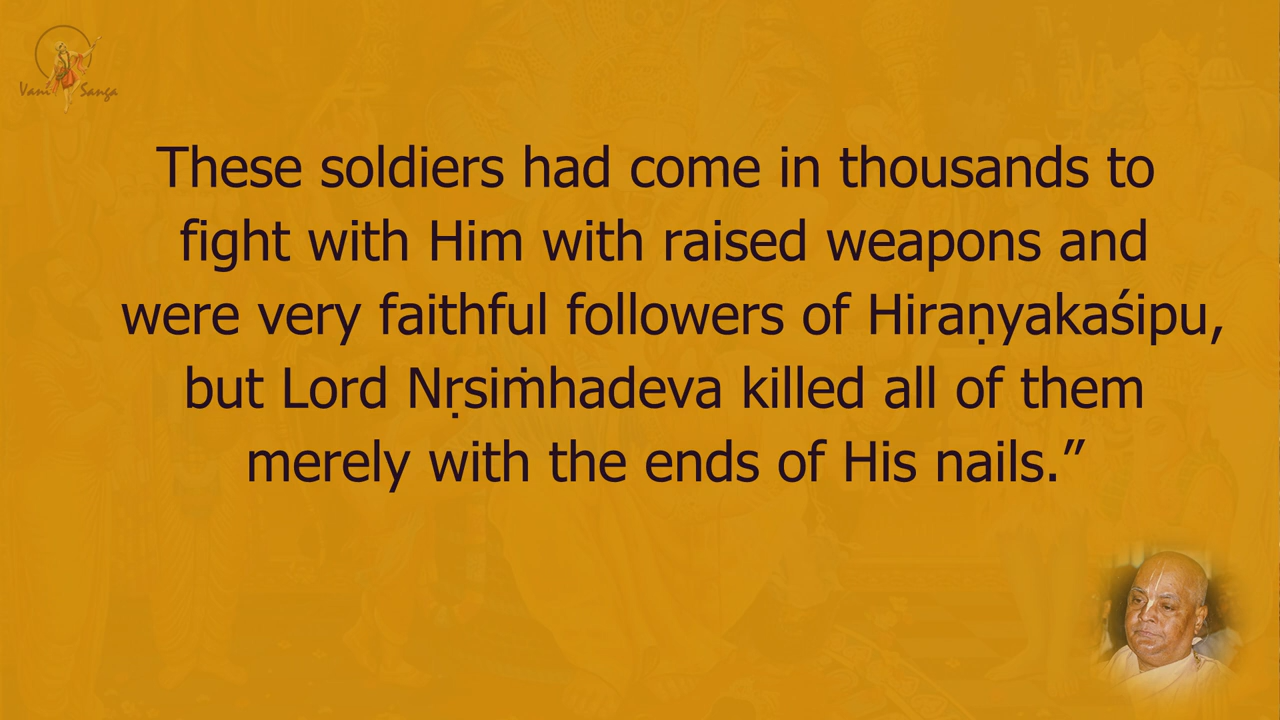 Vani Sanga
These soldiers had come in thousands to
fight with Him with raised weapons and
were very faithful followers of Hiraṇyakaśipu,
but Lord Nṛsiṁhadeva killed all of them
merely with the ends of His nails.”